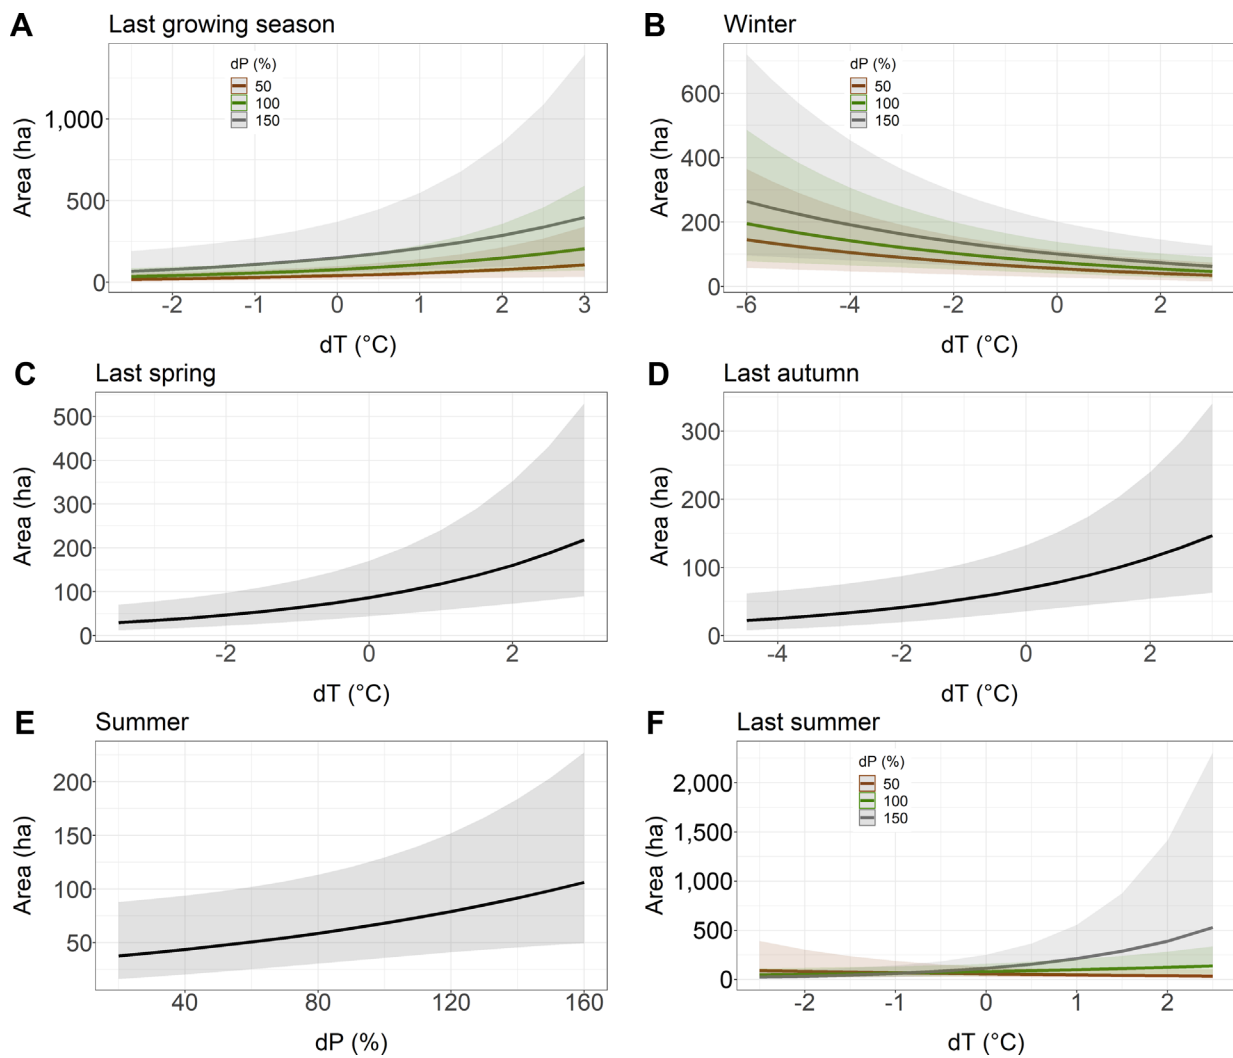 A Last growing season
dP (%)
50
100
150
1,000
500
0
Area (ha)
-2 -1 0 1 2 3
dT (°C)
B Winter
dP (%)
50
100
150
600
400
200
0
Area (ha)
-6 -4 -2 0 2
dT (°C)
C Last spring
500
400
300
200
100
0
Area (ha)
-2 0 2
dT (°C)
D Last autumn
300
200
100
0
Area (ha)
-4 -2 0 2
dT (°C)
E Summer
200
150
100
50
Area (ha)
40 80 120 160
dP (%)
F Last summer
dP (%)
50
100
150
2,000
1,500
1,000
500
0
Area (ha)
-2 -1 0 1 2
dT (°C)